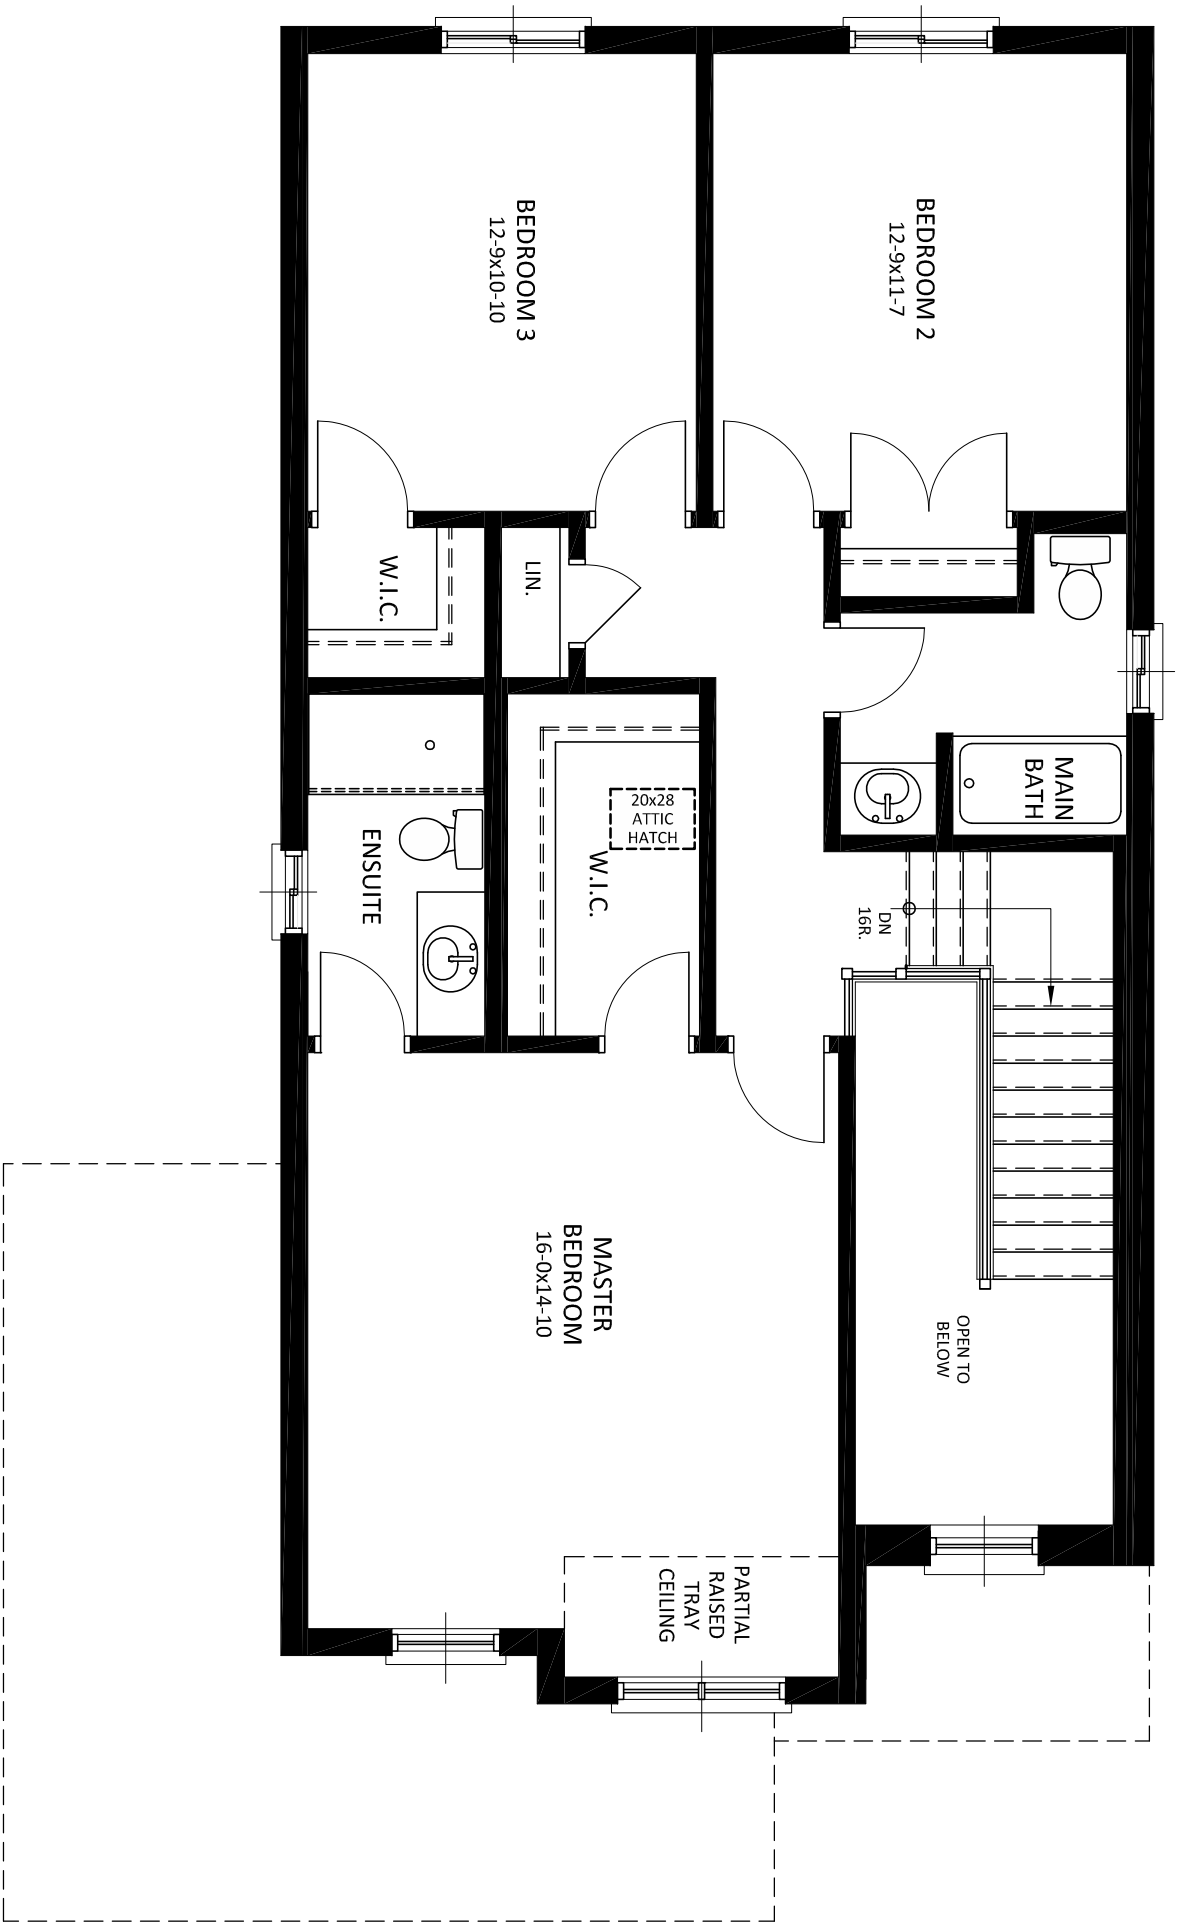 BEDROOM 3
12-9x10-10
BEDROOM 2
12-9x11-7
W.I.C.
LIN.
MAIN
BATH
20x28
ATTIC
HATCH
W.I.C.
ENSUITE
DN
16R.
MASTER
BEDROOM
16-0x14-10
OPEN TO
BELOW
PARTIAL
RAISED
TRAY
CEILING